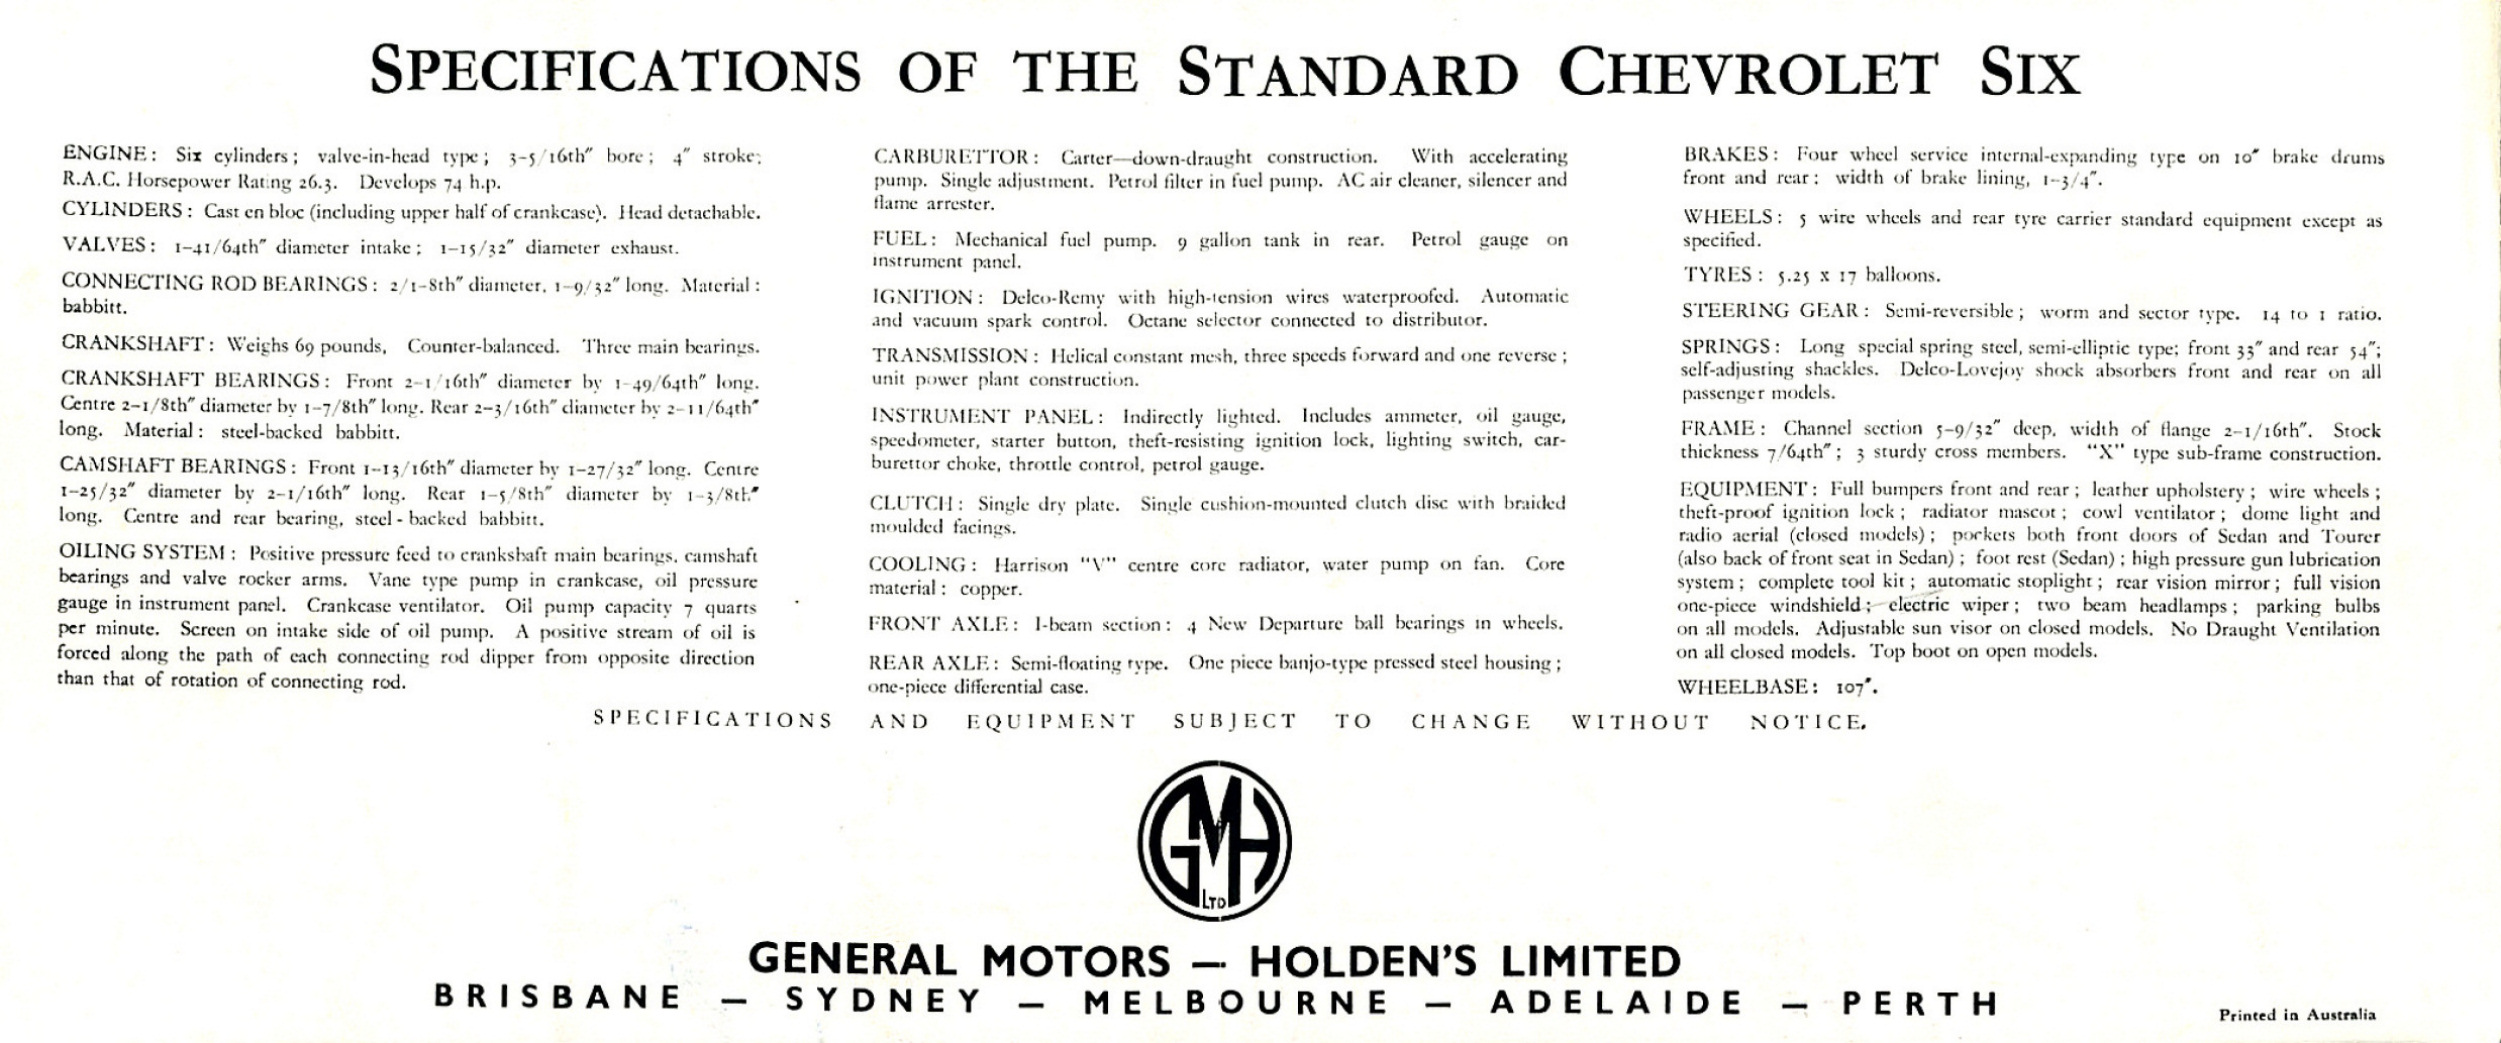 SPECIFICATIONS OF THE STANDARD CHEVROLET SIX
ENGINE: Six cylinders; valve-in-head type; 3-5/16th″ bore; 4″ stroke;
R.A.C. Horsepower Rating 26.3. Develops 74 h.p.
CYLINDERS: Cast en bloc (including upper half of crankcase). Head detachable.
VALVES: 1-41/64th″ diameter intake; 1-15/32″ diameter exhaust.
CONNECTING ROD BEARINGS: 2/1-8th″ diameter, 1-9/32″ long. Material:
babbitt.
CRANKSHAFT: Weighs 69 pounds, Counter-balanced. Three main bearings.
CRANKSHAFT BEARINGS: Front 2-1/16th″ diameter by 1-49/64th″ long.
Centre 2-1/8th″ diameter by 1-7/8th″ long. Rear 2-3/16th″ diameter by 2-11/64th″
long. Material: steel-backed babbitt.
CAMSHAFT BEARINGS: Front 1-13/16th″ diameter by 1-27/32″ long. Centre
1-25/32″ diameter by 2-1/16th″ long. Rear 1-5/8th″ diameter by 1-3/8th″
long. Centre and rear bearing, steel-backed babbitt.
OILING SYSTEM: Positive pressure feed to crankshaft main bearings, camshaft
bearings and valve rocker arms. Vane type pump in crankcase, oil pressure
gauge in instrument panel. Crankcase ventilator. Oil pump capacity 7 quarts
per minute. Screen on intake side of oil pump. A positive stream of oil is
forced along the path of each connecting rod dipper from opposite direction
than that of rotation of connecting rod.
CARBURETTOR: Carter—down-draught construction. With accelerating
pump. Single adjustment. Petrol filter in fuel pump. AC air cleaner, silencer and
flame arrester.
FUEL: Mechanical fuel pump. 9 gallon tank in rear. Petrol gauge on
instrument panel.
IGNITION: Delco-Remy with high-tension wires waterproofed. Automatic
and vacuum spark control. Octane selector connected to distributor.
TRANSMISSION: Helical constant mesh, three speeds forward and one reverse;
unit power plant construction.
INSTRUMENT PANEL: Indirectly lighted. Includes ammeter, oil gauge,
speedometer, starter button, theft-resisting ignition lock, lighting switch, car-
burettor choke, throttle control, petrol gauge.
CLUTCH: Single dry plate. Single cushion-mounted clutch disc with braided
moulded facings.
COOLING: Harrison "V" centre core radiator, water pump on fan. Core
material: copper.
FRONT AXLE: I-beam section: 4 New Departure ball bearings in wheels.
REAR AXLE: Semi-floating type. One piece banjo-type pressed steel housing;
one-piece differential case.
BRAKES: Four wheel service internal-expanding type on 10″ brake drums
front and rear; width of brake lining, 1-3/4″.
WHEELS: 5 wire wheels and rear tyre carrier standard equipment except as
specified.
TYRES: 5.25 x 17 balloons.
STEERING GEAR: Semi-reversible; worm and sector type. 14 to 1 ratio.
SPRINGS: Long special spring steel, semi-elliptic type; front 33″ and rear 54″;
self-adjusting shackles. Delco-Lovejoy shock absorbers front and rear on all
passenger models.
FRAME: Channel section 5-9/32″ deep, width of flange 2-1/16th″. Stock
thickness 7/64th″; 3 sturdy cross members. "X" type sub-frame construction.
EQUIPMENT: Full bumpers front and rear; leather upholstery; wire wheels;
theft-proof ignition lock; radiator mascot; cowl ventilator; dome light and
radio aerial (closed models); pockets both front doors of Sedan and Tourer
(also back of front seat in Sedan); foot rest (Sedan); high pressure gun lubrication
system; complete tool kit; automatic stoplight; rear vision mirror; full vision
one-piece windshield; electric wiper; two beam headlamps; parking bulbs
on all models. Adjustable sun visor on closed models. No Draught Ventilation
on all closed models. Top boot on open models.
WHEELBASE: 107″.
SPECIFICATIONS AND EQUIPMENT SUBJECT TO CHANGE WITHOUT NOTICE.
GMH
LTD
GENERAL MOTORS — HOLDEN'S LIMITED
BRISBANE — SYDNEY — MELBOURNE — ADELAIDE — PERTH
Printed in Australia